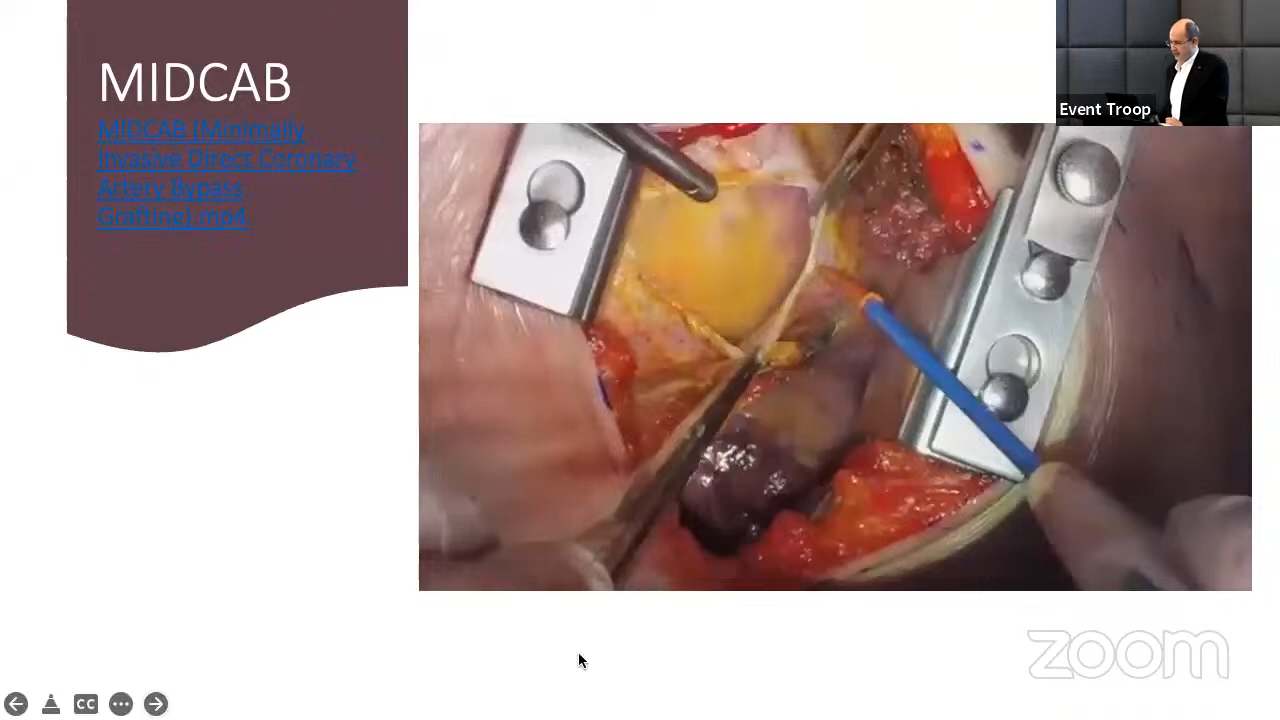 MIDCAB
MIDCAB (Minimally
Invasive Direct Coronary
Artery Bypass
Grafting).mp4
Event Troop
zoom
CC